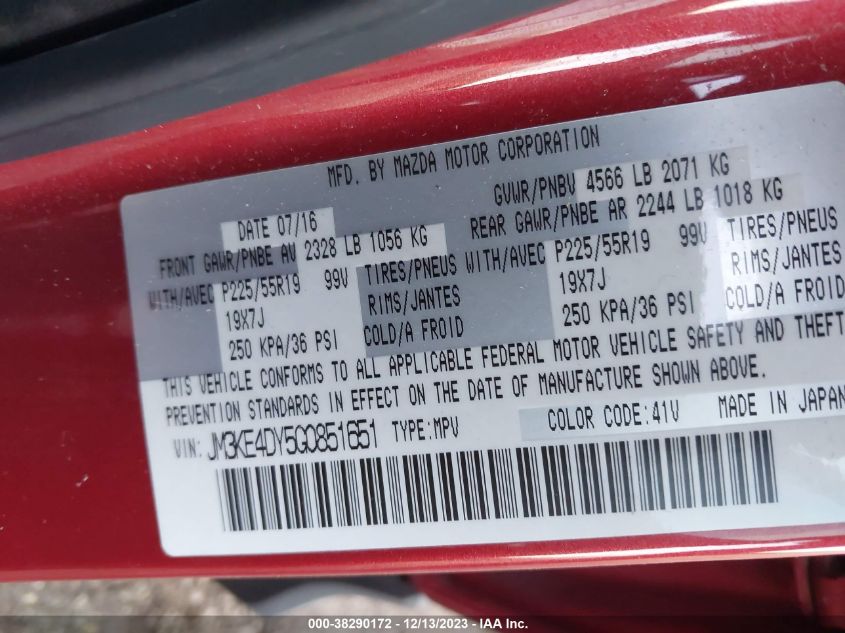 MFD. BY MAZDA MOTOR CORPORATION
DATE 07/16 GVWR/PNBV 4566 LB 2071 KG
FRONT GAWR/PNBE AV 2328 LB 1056 KG REAR GAWR/PNBE AR 2244 LB 1018 KG
WITH/AVEC P225/55R19 99V TIRES/PNEUS WITH/AVEC P225/55R19 99V TIRES/PNEUS
19X7J RIMS/JANTES 19X7J RIMS/JANTES
250 KPA/36 PSI COLD/A FROID 250 KPA/36 PSI COLD/A FROID
THIS VEHICLE CONFORMS TO ALL APPLICABLE FEDERAL MOTOR VEHICLE SAFETY AND THEFT
PREVENTION STANDARDS IN EFFECT ON THE DATE OF MANUFACTURE SHOWN ABOVE.
VIN: JM3KE4DY5G0851651 TYPE:MPV COLOR CODE:41V MADE IN JAPAN
000-38290172 - 12/13/2023 - IAA Inc.